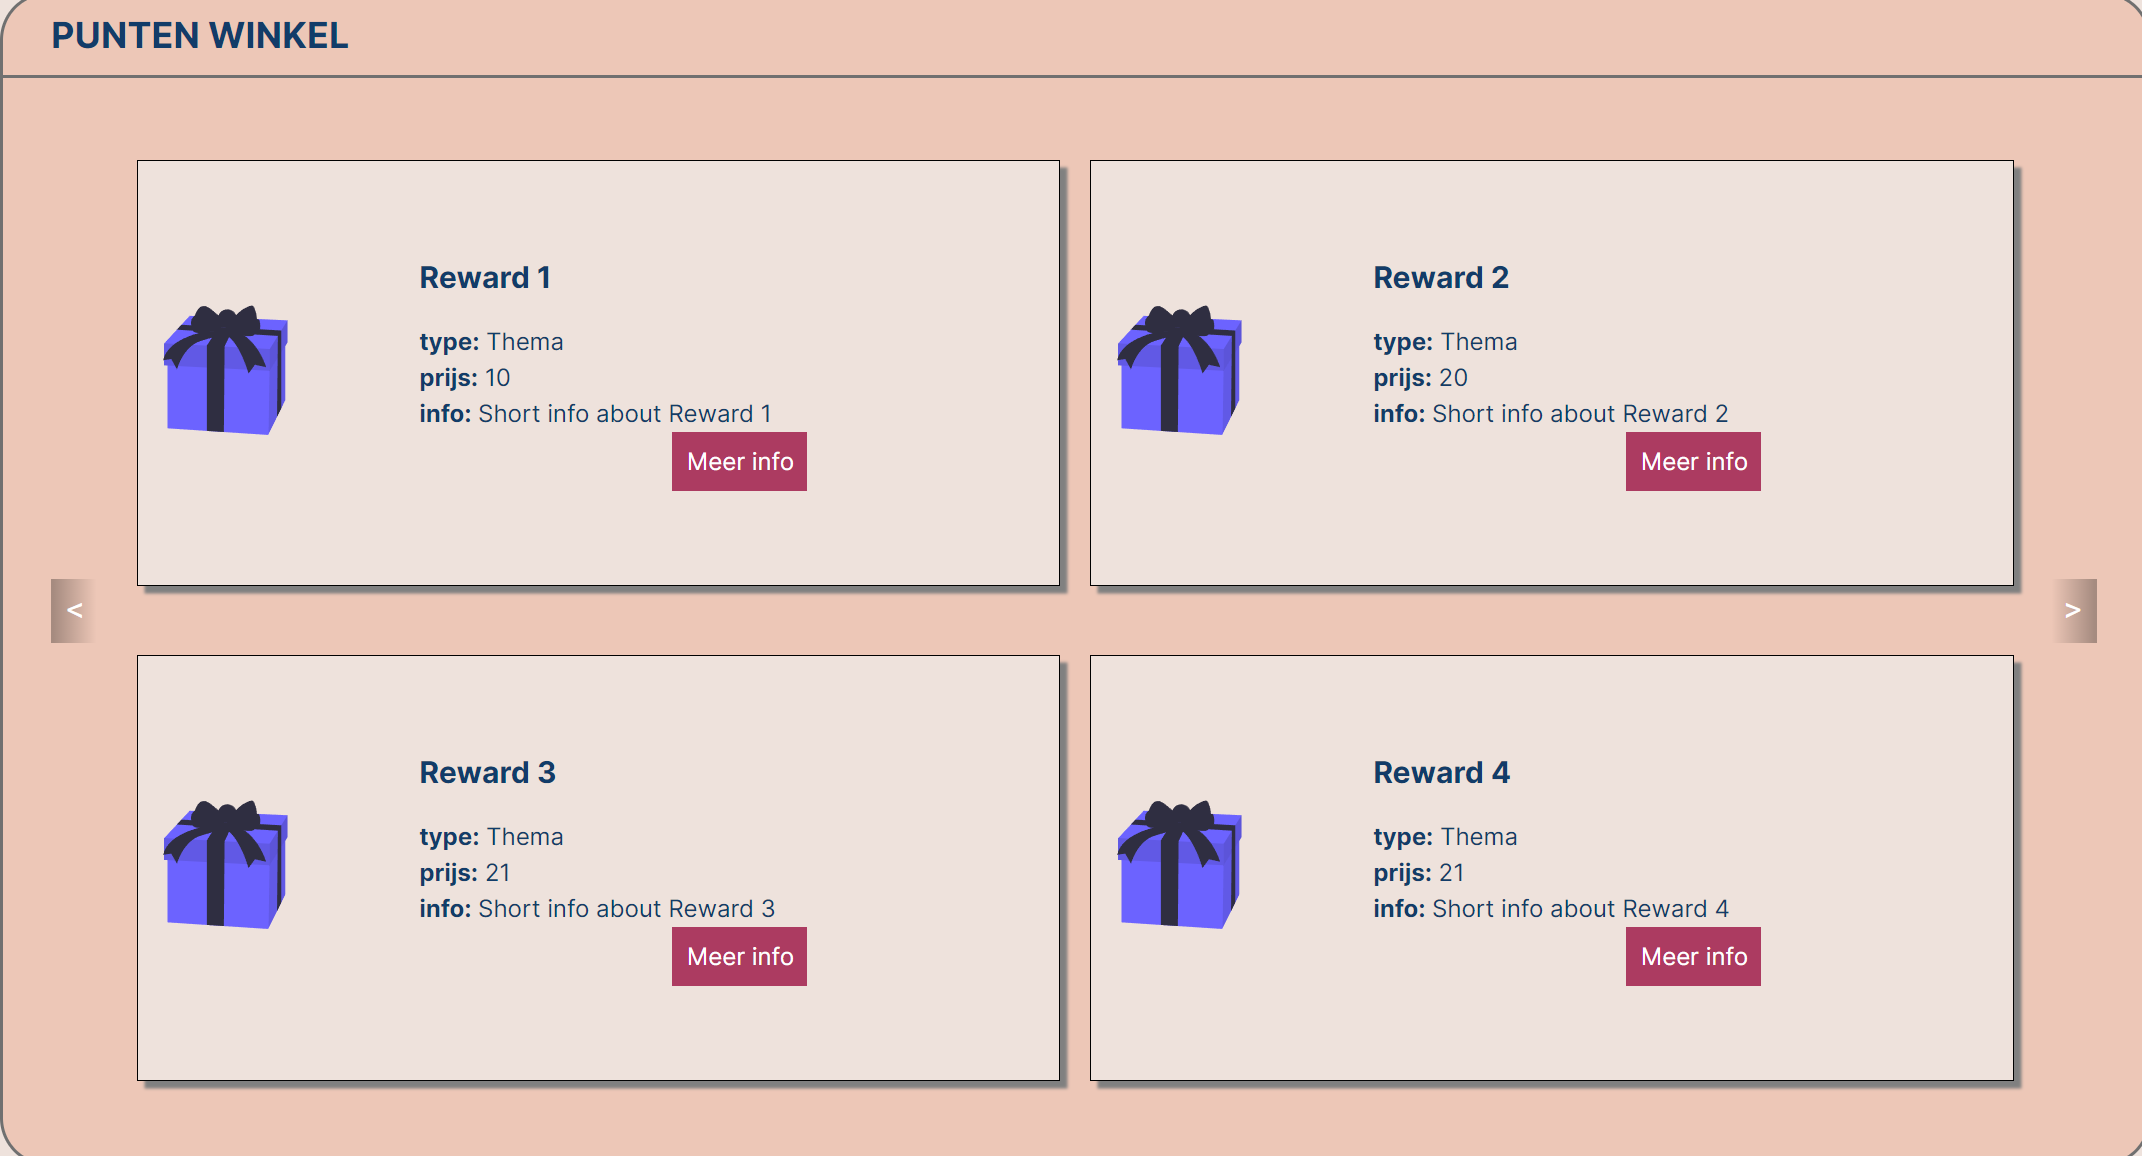 PUNTEN WINKEL
Reward 1
type: Thema
prijs: 10
info: Short info about Reward 1
Meer info
Reward 2
type: Thema
prijs: 20
info: Short info about Reward 2
Meer info
<
>
Reward 3
type: Thema
prijs: 21
info: Short info about Reward 3
Meer info
Reward 4
type: Thema
prijs: 21
info: Short info about Reward 4
Meer info